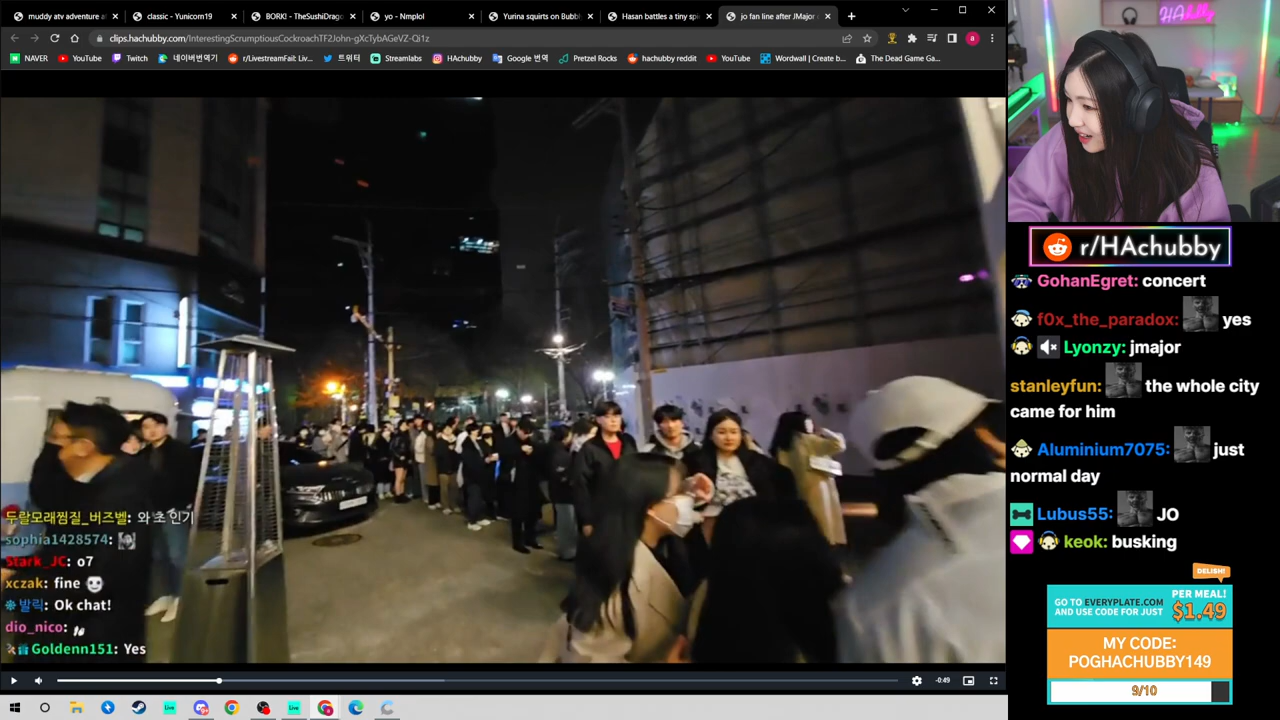 muddy atv adventure at
classic - Yunicorn19
BORK! - TheSushiDrago
yo - Nmplol
Yurina squirts on Bubbl
Hasan battles a tiny sp
jo fan line after JMajor
clips.hachubby.com/InterestingScrumptiousCockroachTF2John-gXcTybAGeVZ-Qi1z
NAVER
YouTube
Twitch
네이버번역기
r/LivestreamFail: Liv...
트위터
Streamlabs
HAchubby
Google 번역
Pretzel Rocks
hachubby reddit
YouTube
Wordwall | Create b...
The Dead Game Ga...
HAchubby
r/HAchubby
GohanEgret: concert
f0x_the_paradox: yes
Lyonzy: jmajor
stanleyfun: the whole city
came for him
Aluminium7075: just
normal day
Lubus55: JO
keok: busking
두랄모래찜질_버즈벨: 와 초 인기
sophia1428574:
Stark_JC: o7
xczak: fine
발릭: Ok chat!
dio_nico:
Goldenn151: Yes
DELISH!
GO TO EVERYPLATE.COM
AND USE CODE FOR JUST
PER MEAL!
$1.49
MY CODE:
POGHACHUBBY149
9/10
-0:49